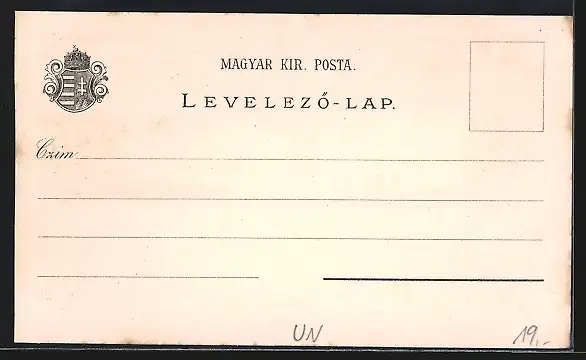 MAGYAR KIR. POSTA.
LEVELEZŐ-LAP.
Czim
UN 19,-